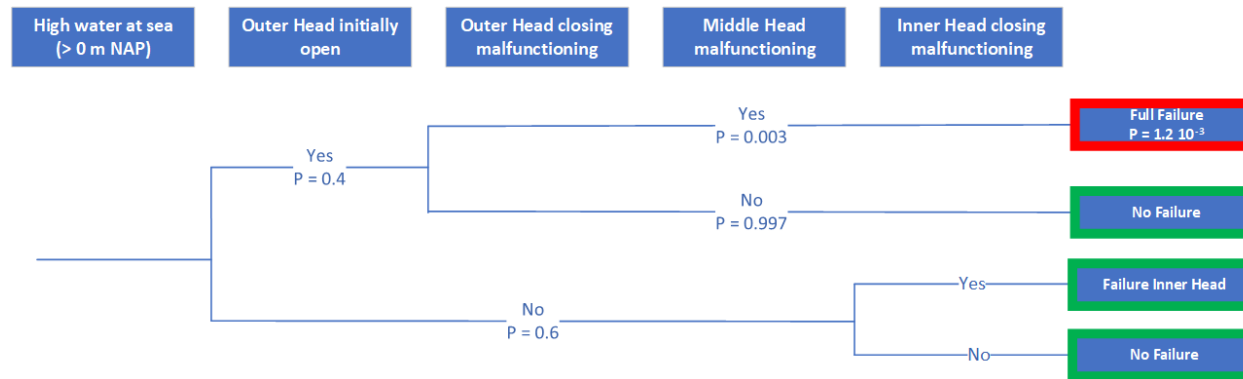 High water at sea
(> 0 m NAP)
Outer Head initially
open
Outer Head closing
malfunctioning
Middle Head
malfunctioning
Inner Head closing
malfunctioning
Yes
P = 0.003
Full Failure
P = 1.2 10⁻³
Yes
P = 0.4
No
P = 0.997
No Failure
Yes
Failure Inner Head
No
P = 0.6
No
No Failure